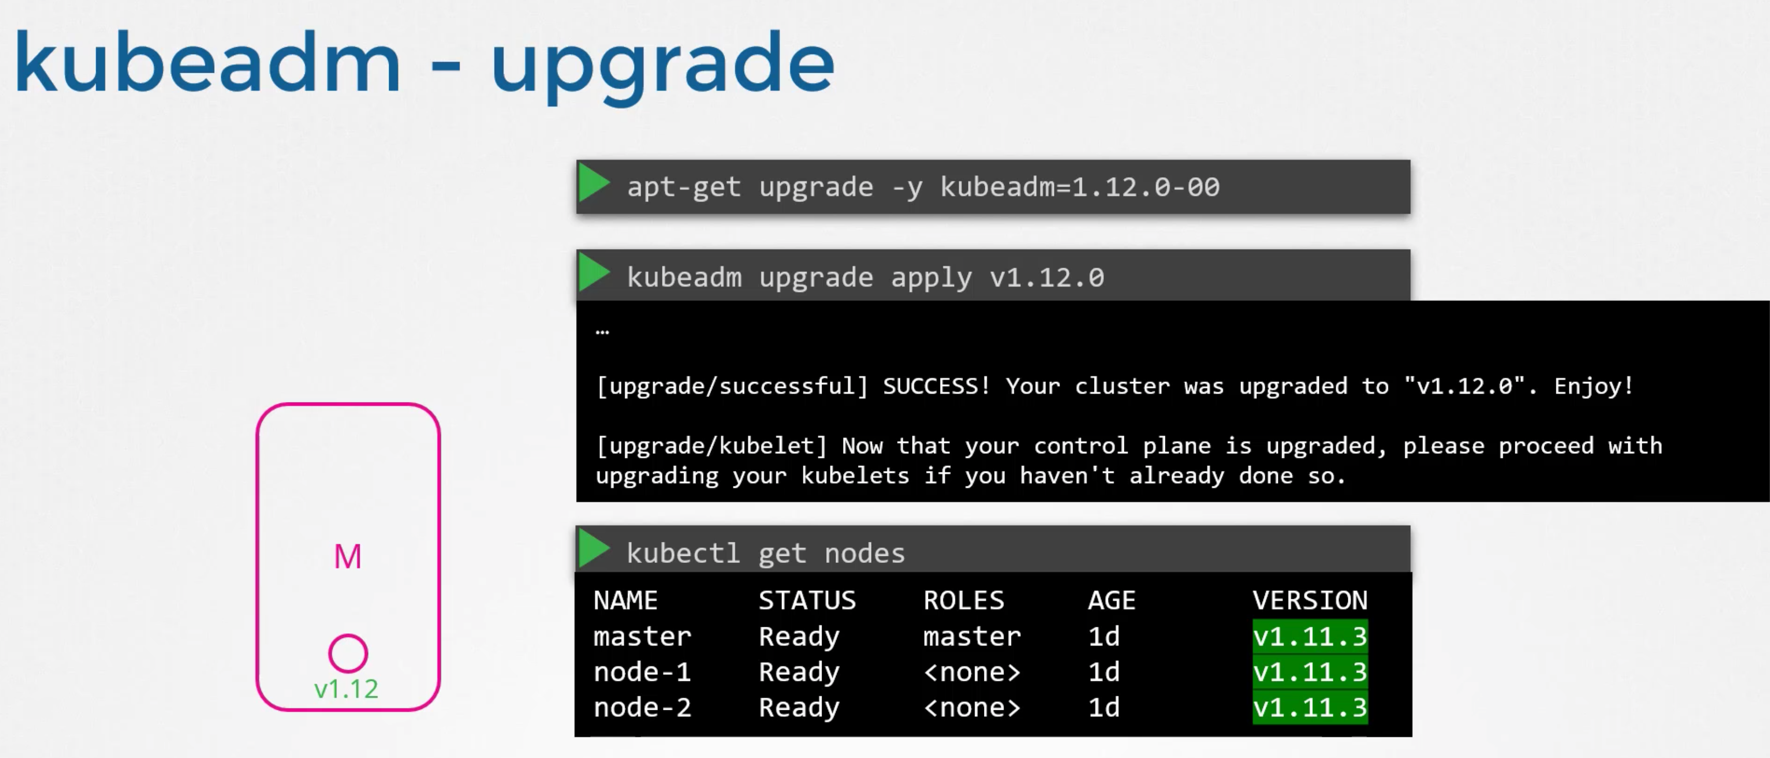 kubeadm - upgrade
apt-get upgrade -y kubeadm=1.12.0-00
kubeadm upgrade apply v1.12.0
…
[upgrade/successful] SUCCESS! Your cluster was upgraded to "v1.12.0". Enjoy!
[upgrade/kubelet] Now that your control plane is upgraded, please proceed with
upgrading your kubelets if you haven't already done so.
M
v1.12
kubectl get nodes
NAME STATUS ROLES AGE VERSION
master Ready master 1d v1.11.3
node-1 Ready <none> 1d v1.11.3
node-2 Ready <none> 1d v1.11.3